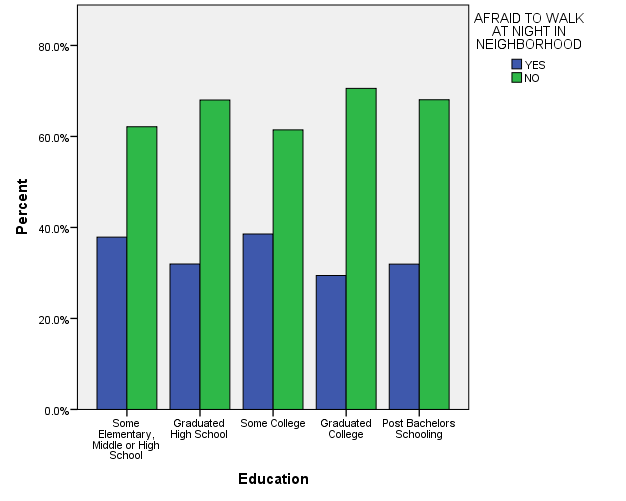 AFRAID TO WALK
AT NIGHT IN
NEIGHBORHOOD
YES
NO
80.0%
60.0%
40.0%
20.0%
0.0%
Percent
Some
Elementary,
Middle or High
School
Graduated
High School
Some College
Graduated
College
Post Bachelors
Schooling
Education